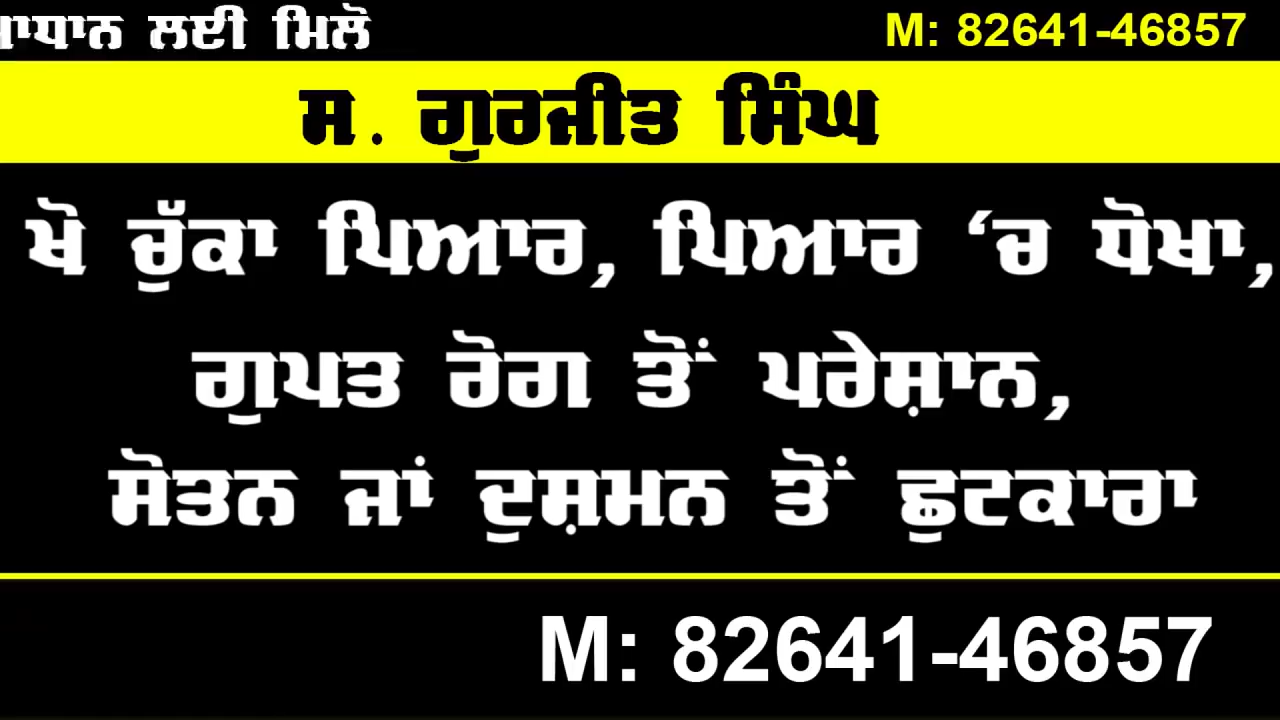 ਲਈ ਮਿਲੋ M: 82641-46857
ਸ. ਗੁਰਜੀਤ ਸਿੰਘ
ਖੋ ਚੁੱਕਾ ਪਿਆਰ, ਪਿਆਰ ‘ਚ ਧੋਖਾ,
ਗੁਪਤ ਰੋਗ ਤੋਂ ਪਰੇਸ਼ਾਨ,
ਸੋਤਨ ਜਾਂ ਦੁਸ਼ਮਨ ਤੋਂ ਛੁਟਕਾਰਾ
M: 82641-46857